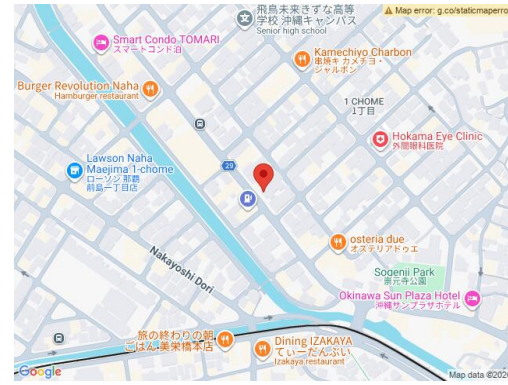 飛鳥未来きずな高等
学校 沖縄キャンパス
Senior high school
Map error: g.co/staticmaperro
Smart Condo TOMARI
スマートコンド泊
Kamechiyo Charbon
串焼キ カメチヨ・
シャルボン
Burger Revolution Naha
Hamburger restaurant
1 CHOME
1丁目
Hokama Eye Clinic
外間眼科医院
Lawson Naha
Maejima 1-chome
ローソン 那覇
前島一丁目店
29
osteria due
オステリアドゥエ
Nakayoshi Dori
Sogenji Park
崇元寺公園
Okinawa Sun Plaza Hotel
沖縄サンプラザホテル
旅の終わりの朝
ごはん 美栄橋本店
Dining IZAKAYA
てぃーだんぶい
Izakaya restaurant
Google
Map data ©2026